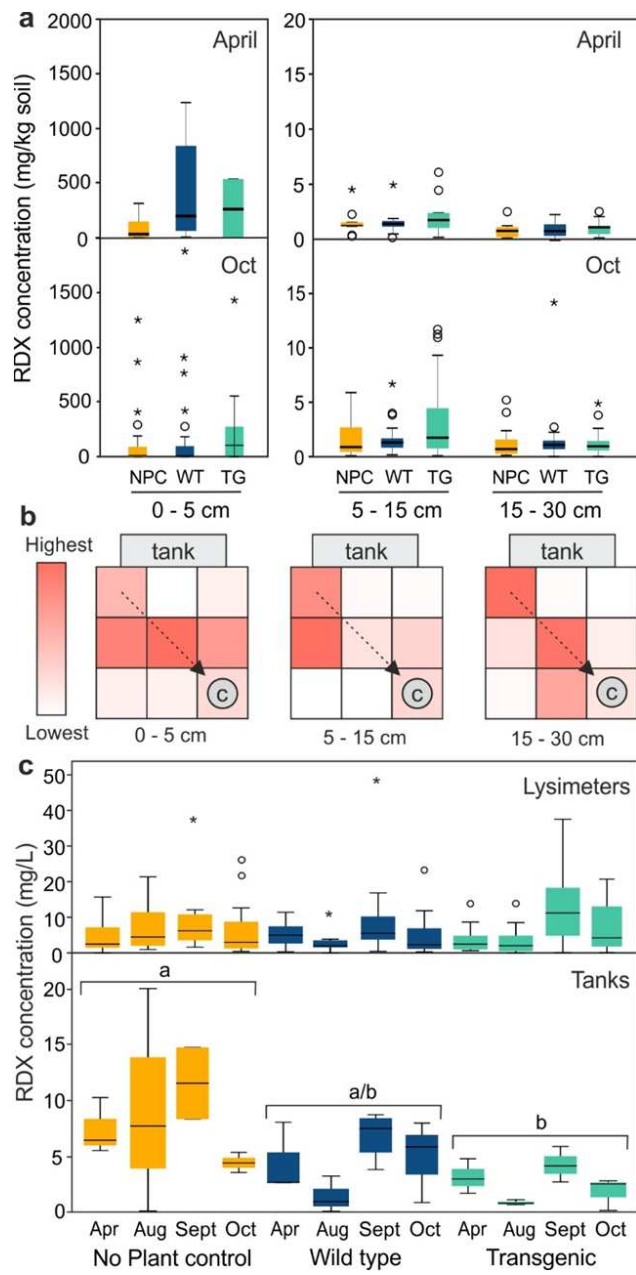 a
April
April
2000
1500
1000
500
0
20
15
10
5
0
RDX concentration (mg/kg soil)
Oct
Oct
1000
500
0
15
10
5
0
NPC WT TG
NPC WT TG
NPC WT TG
0 - 5 cm
5 - 15 cm
15 - 30 cm
b
Highest
Lowest
tank
tank
tank
c
c
c
0 - 5 cm
5 - 15 cm
15 - 30 cm
c
Lysimeters
50
40
30
20
10
0
RDX concentration (mg/L)
Tanks
20
15
10
5
0
a
a/b
b
Apr Aug Sept Oct
Apr Aug Sept Oct
Apr Aug Sept Oct
No Plant control
Wild type
Transgenic